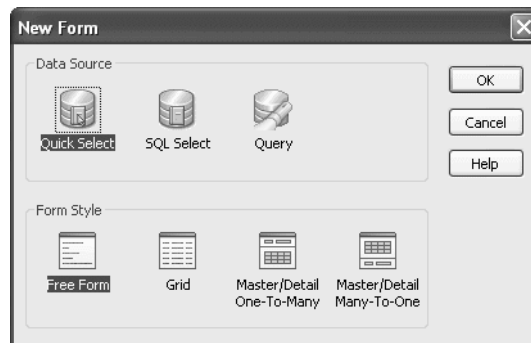 New Form
Data Source
Quick Select
SQL Select
Query
OK
Cancel
Help
Form Style
Free Form
Grid
Master/Detail
One-To-Many
Master/Detail
Many-To-One